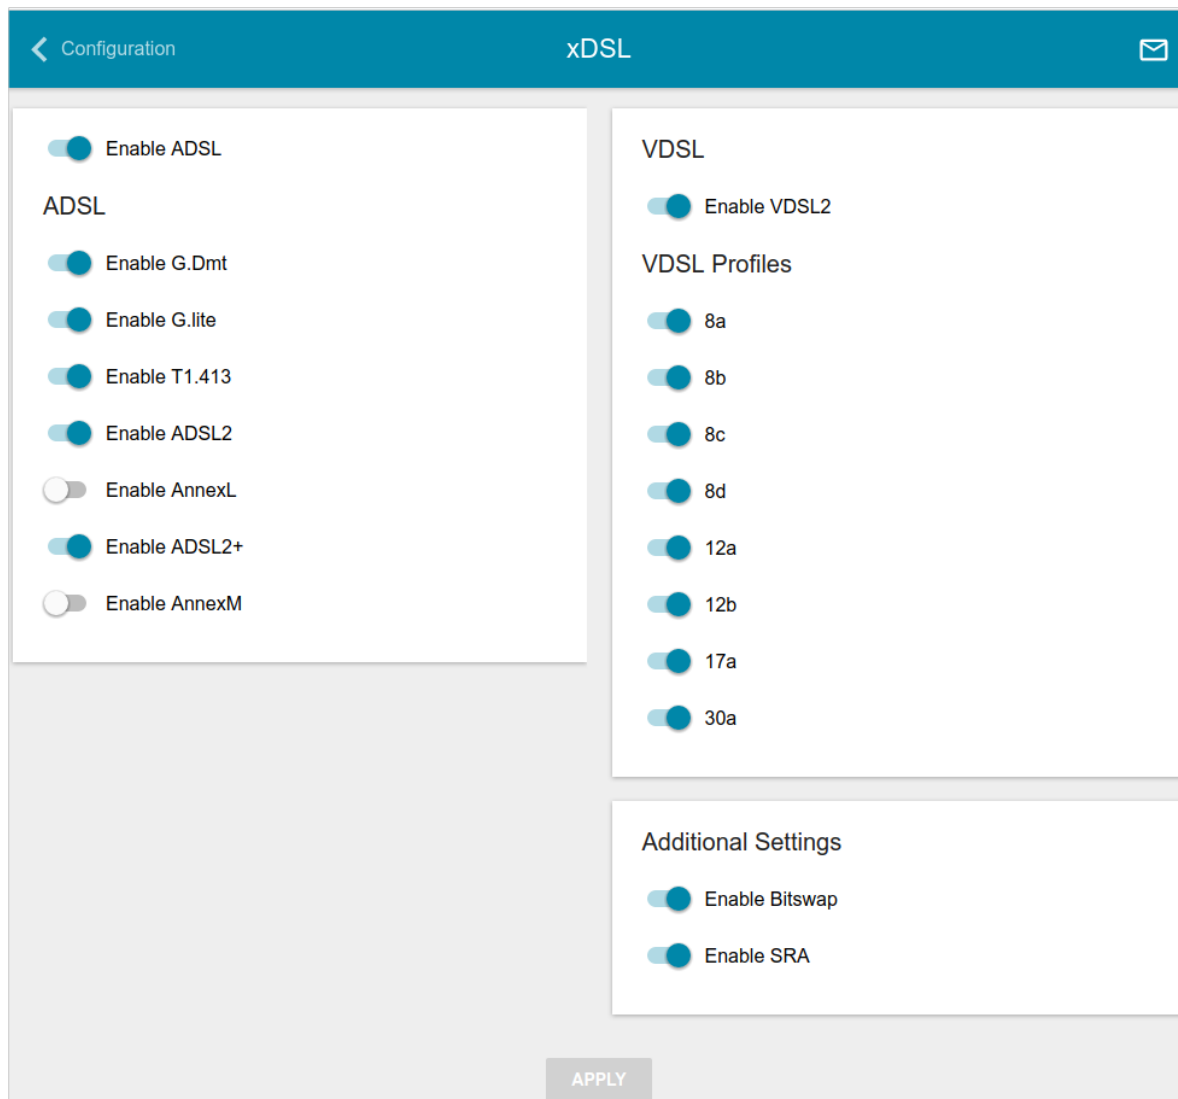 Configuration
xDSL
Enable ADSL
ADSL
Enable G.Dmt
Enable G.lite
Enable T1.413
Enable ADSL2
Enable AnnexL
Enable ADSL2+
Enable AnnexM
VDSL
Enable VDSL2
VDSL Profiles
8a
8b
8c
8d
12a
12b
17a
30a
Additional Settings
Enable Bitswap
Enable SRA
APPLY